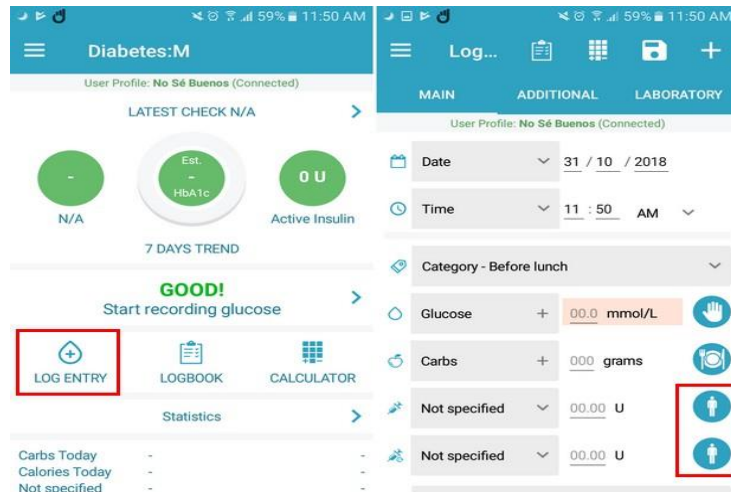 59% 11:50 AM
Diabetes:M
User Profile: No Sé Buenos (Connected)
LATEST CHECK N/A
-
Est.
-
HbA1c
0 U
N/A
Active Insulin
7 DAYS TREND
GOOD!
Start recording glucose
LOG ENTRY
LOGBOOK
CALCULATOR
Statistics
Carbs Today - -
Calories Today - -
Not specified - -
59% 11:50 AM
Log...
MAIN ADDITIONAL LABORATORY
User Profile: No Sé Buenos (Connected)
Date 31 / 10 / 2018
Time 11 : 50 AM
Category - Before lunch
Glucose + 00.0 mmol/L
Carbs + 000 grams
Not specified 00.00 U
Not specified 00.00 U